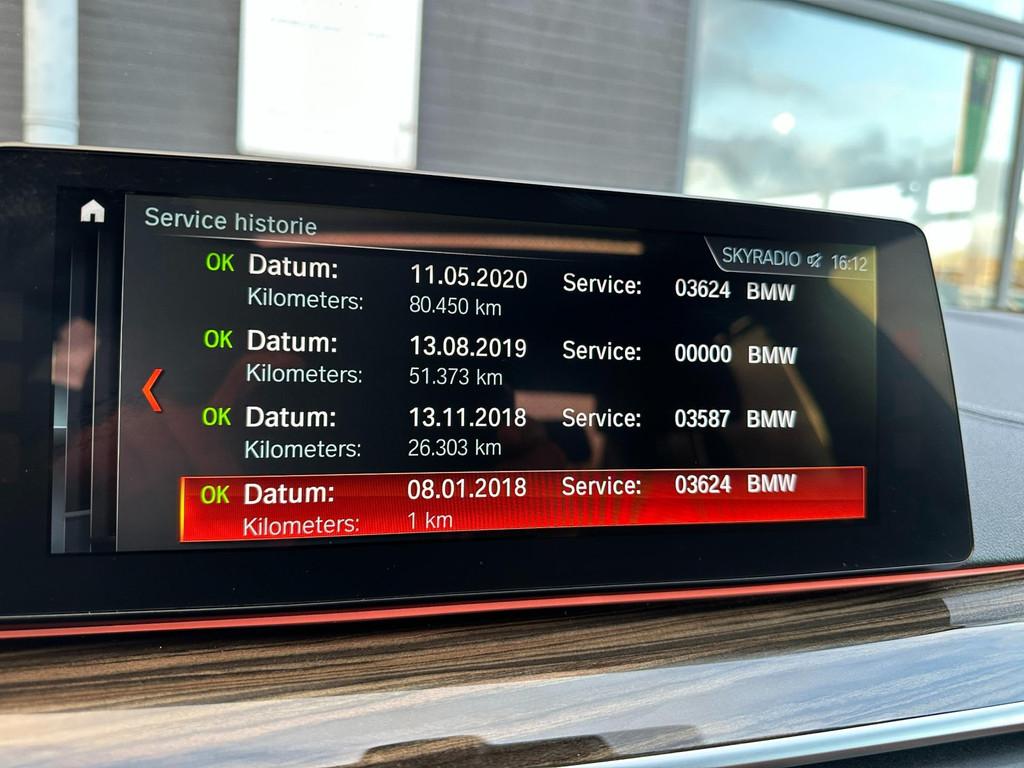 Service historie
SKYRADIO 16:12
OK Datum: 11.05.2020 Service: 03624 BMW
Kilometers: 80.450 km
OK Datum: 13.08.2019 Service: 00000 BMW
Kilometers: 51.373 km
OK Datum: 13.11.2018 Service: 03587 BMW
Kilometers: 26.303 km
OK Datum: 08.01.2018 Service: 03624 BMW
Kilometers: 1 km